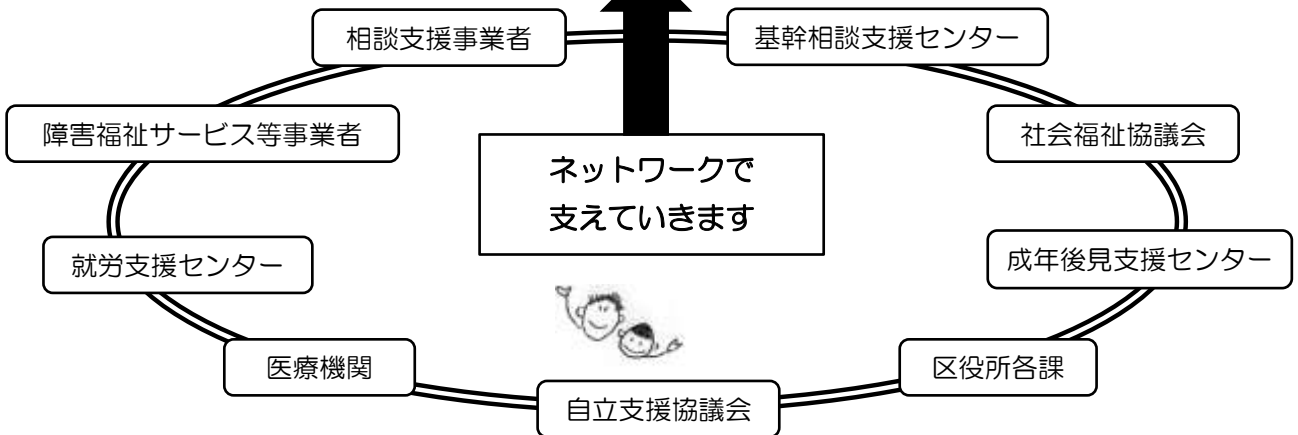 相談支援事業者
基幹相談支援センター
障害福祉サービス等事業者
社会福祉協議会
ネットワークで
支えていきます
就労支援センター
成年後見支援センター
医療機関
区役所各課
自立支援協議会